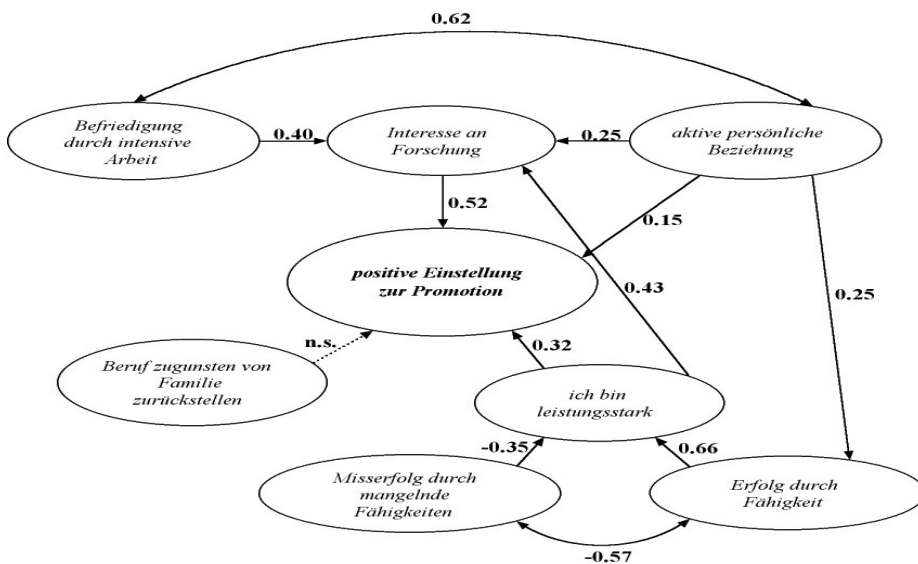 0.62
Befriedigung
durch intensive
Arbeit
0.40
Interesse an
Forschung
0.25
aktive persönliche
Beziehung
0.52
0.15
positive Einstellung
zur Promotion
0.43
0.25
n.s.
Beruf zugunsten von
Familie
zurückstellen
0.32
ich bin
leistungsstark
-0.35
0.66
Misserfolg durch
mangelnde
Fähigkeiten
Erfolg durch
Fähigkeit
-0.57